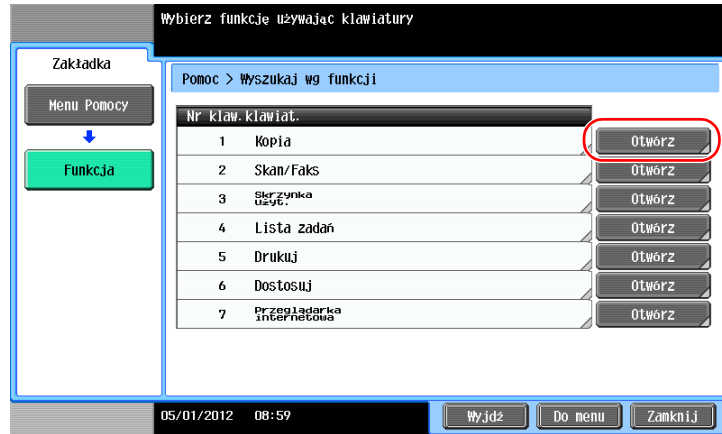 Wybierz funkcję używając klawiatury
Zakładka
Menu Pomocy
Funkcja
Pomoc > Wyszukaj wg funkcji
Nr klaw.klawiat.
1 Kopia Otwórz
2 Skan/Faks Otwórz
3 Skrzynka
użyt. Otwórz
4 Lista zadań Otwórz
5 Drukuj Otwórz
6 Dostosuj Otwórz
7 Przeglądarka
internetowa Otwórz
05/01/2012 08:59 Wyjdź Do menu Zamknij